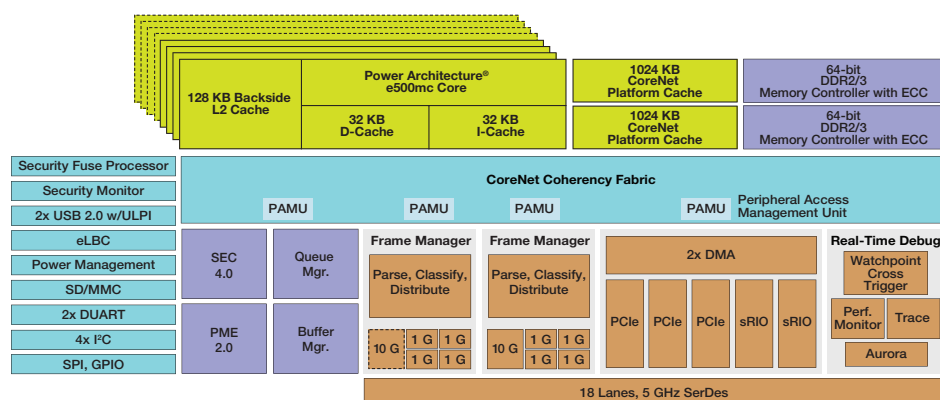 128 KB Backside
L2 Cache
Power Architecture®
e500mc Core
32 KB
D-Cache
32 KB
I-Cache
1024 KB
CoreNet
Platform Cache
1024 KB
CoreNet
Platform Cache
64-bit
DDR2/3
Memory Controller with ECC
64-bit
DDR2/3
Memory Controller with ECC
Security Fuse Processor
Security Monitor
2x USB 2.0 w/ULPI
eLBC
Power Management
SD/MMC
2x DUART
4x I²C
SPI, GPIO
CoreNet Coherency Fabric
PAMU
PAMU
PAMU
PAMU
Peripheral Access
Management Unit
SEC
4.0
Queue
Mgr.
PME
2.0
Buffer
Mgr.
Frame Manager
Parse, Classify,
Distribute
10 G
1 G
1 G
1 G
1 G
Frame Manager
Parse, Classify,
Distribute
10 G
1 G
1 G
1 G
1 G
2x DMA
PCIe
PCIe
PCIe
sRIO
sRIO
Real-Time Debug
Watchpoint
Cross
Trigger
Perf.
Monitor
Trace
Aurora
18 Lanes, 5 GHz SerDes